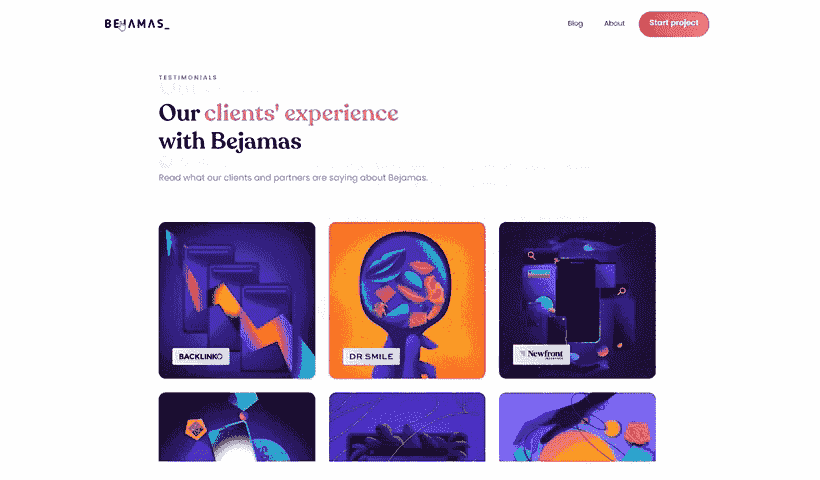 BEJAMAS_
Blog
About
Start project
TESTIMONIALS
Our clients' experience
with Bejamas
Read what our clients and partners are saying about Bejamas.
BACKLINKO
DR SMILE
Newfront